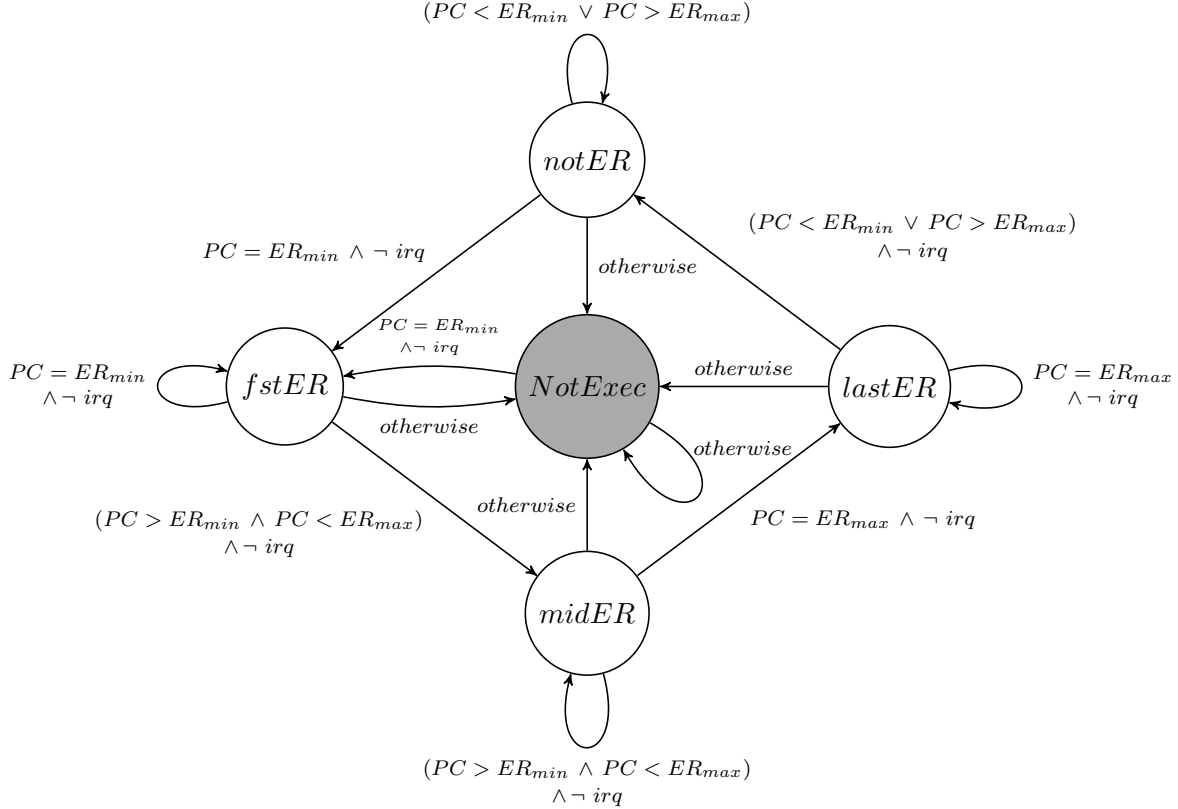 (PC < ER_min ∨ PC > ER_max)
notER
(PC < ER_min ∨ PC > ER_max)
∧ ¬ irq
PC = ER_min ∧ ¬ irq
otherwise
PC = ER_min
∧ ¬ irq
PC = ER_min
∧ ¬ irq
fstER
NotExec
otherwise
lastER
PC = ER_max
∧ ¬ irq
otherwise
otherwise
otherwise
(PC > ER_min ∧ PC < ER_max)
∧ ¬ irq
PC = ER_max ∧ ¬ irq
midER
(PC > ER_min ∧ PC < ER_max)
∧ ¬ irq